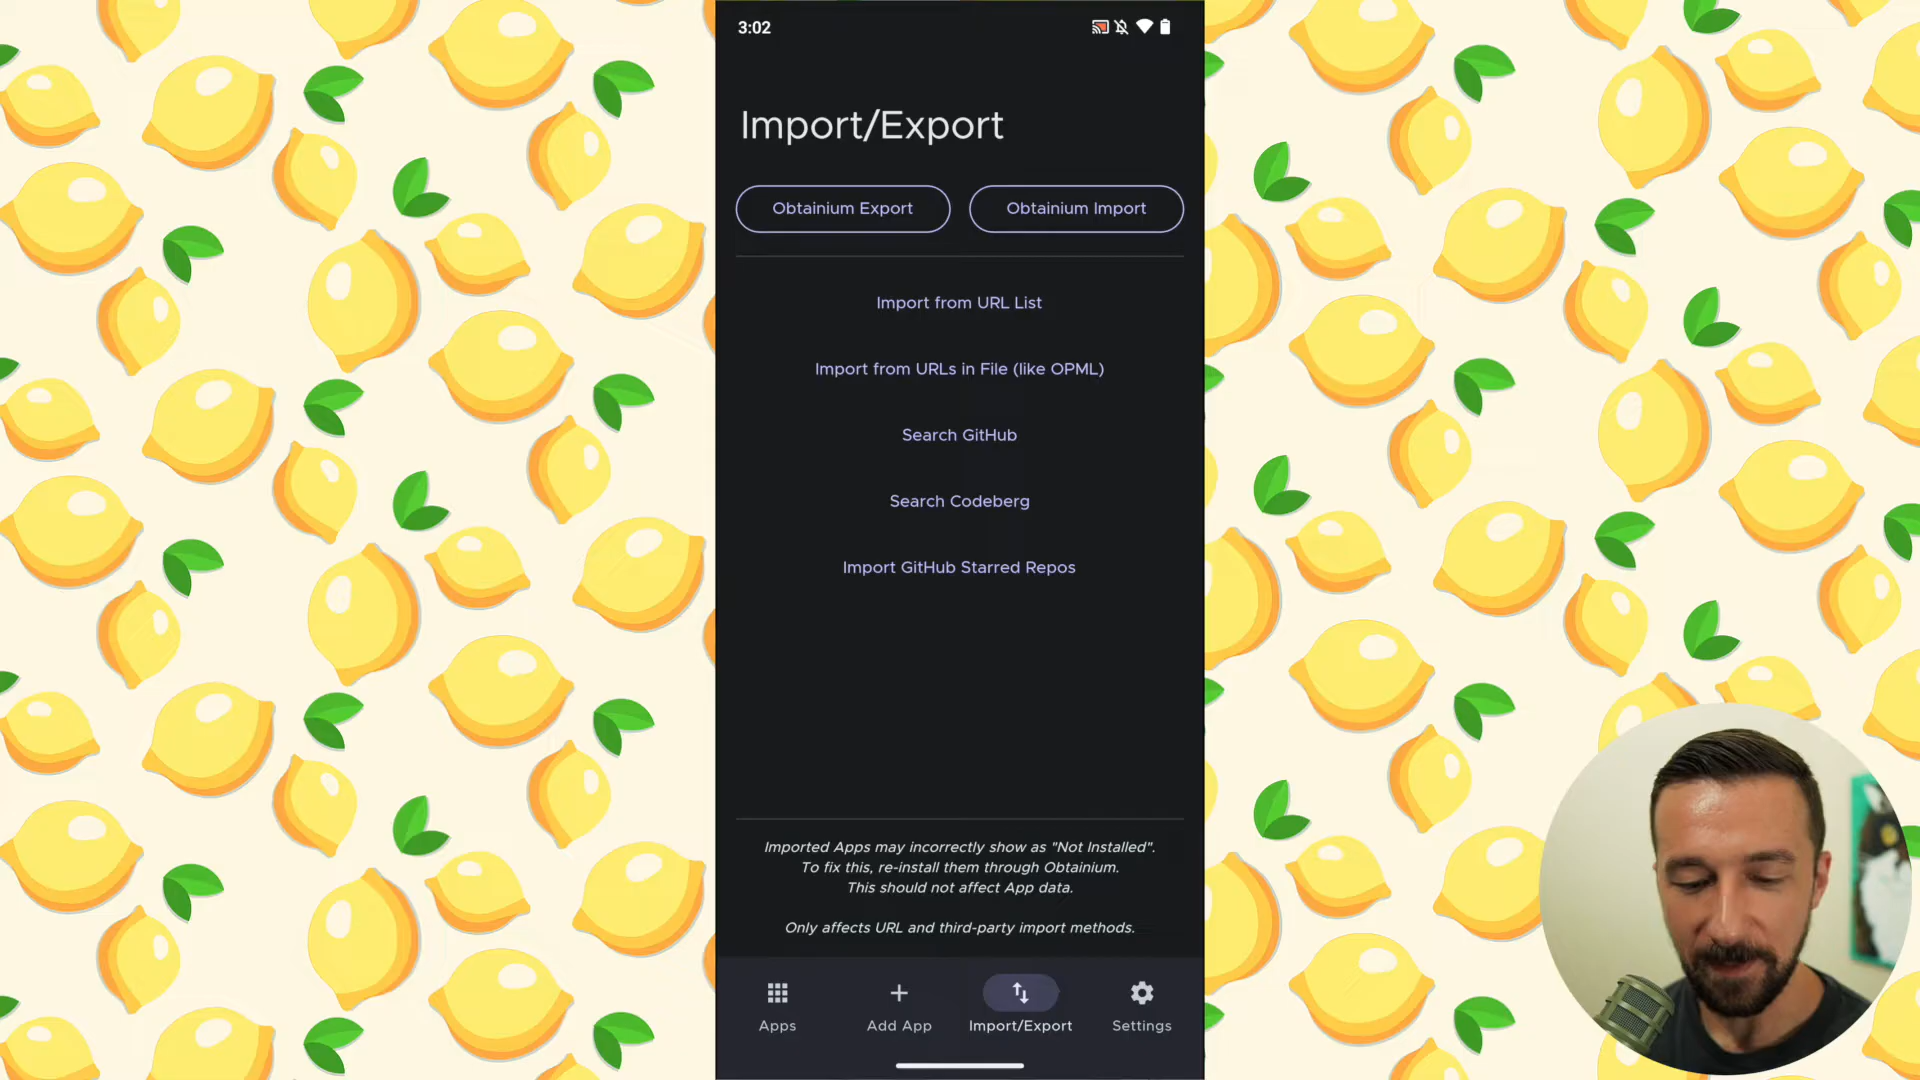 3:02
Import/Export
Obtainium Export
Obtainium Import
Import from URL List
Import from URLs in File (like OPML)
Search GitHub
Search Codeberg
Import GitHub Starred Repos
Imported Apps may incorrectly show as "Not Installed".
To fix this, re-install them through Obtainium.
This should not affect App data.
Only affects URL and third-party import methods.
Apps
Add App
Import/Export
Settings